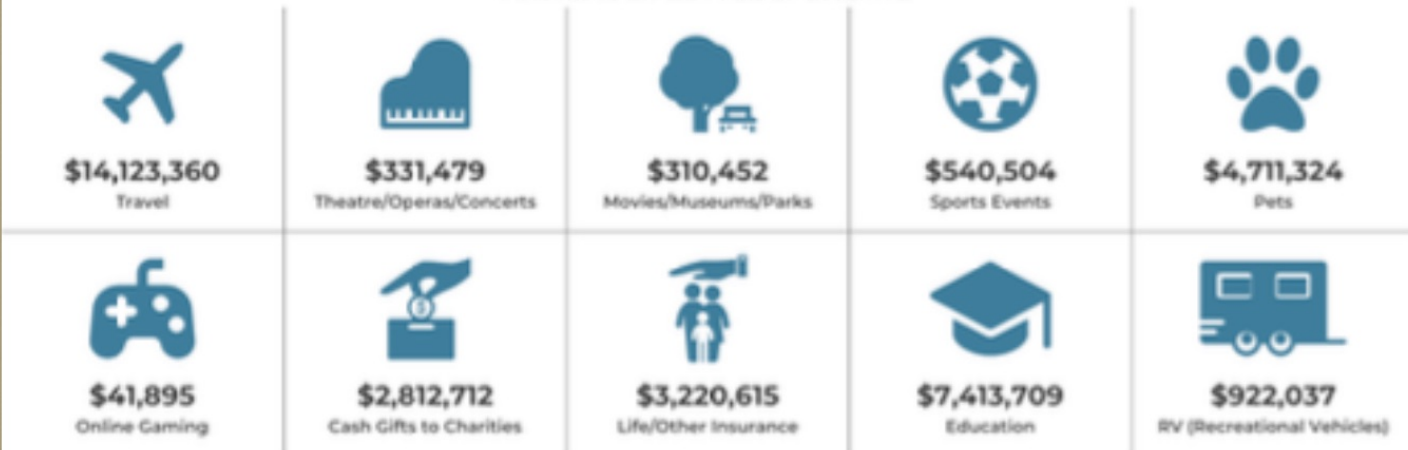 $14,123,360
Travel
$331,479
Theatre/Operas/Concerts
$310,452
Movies/Museums/Parks
$540,504
Sports Events
$4,711,324
Pets
$41,895
Online Gaming
$2,812,712
Cash Gifts to Charities
$3,220,615
Life/Other Insurance
$7,413,709
Education
$922,037
RV (Recreational Vehicles)